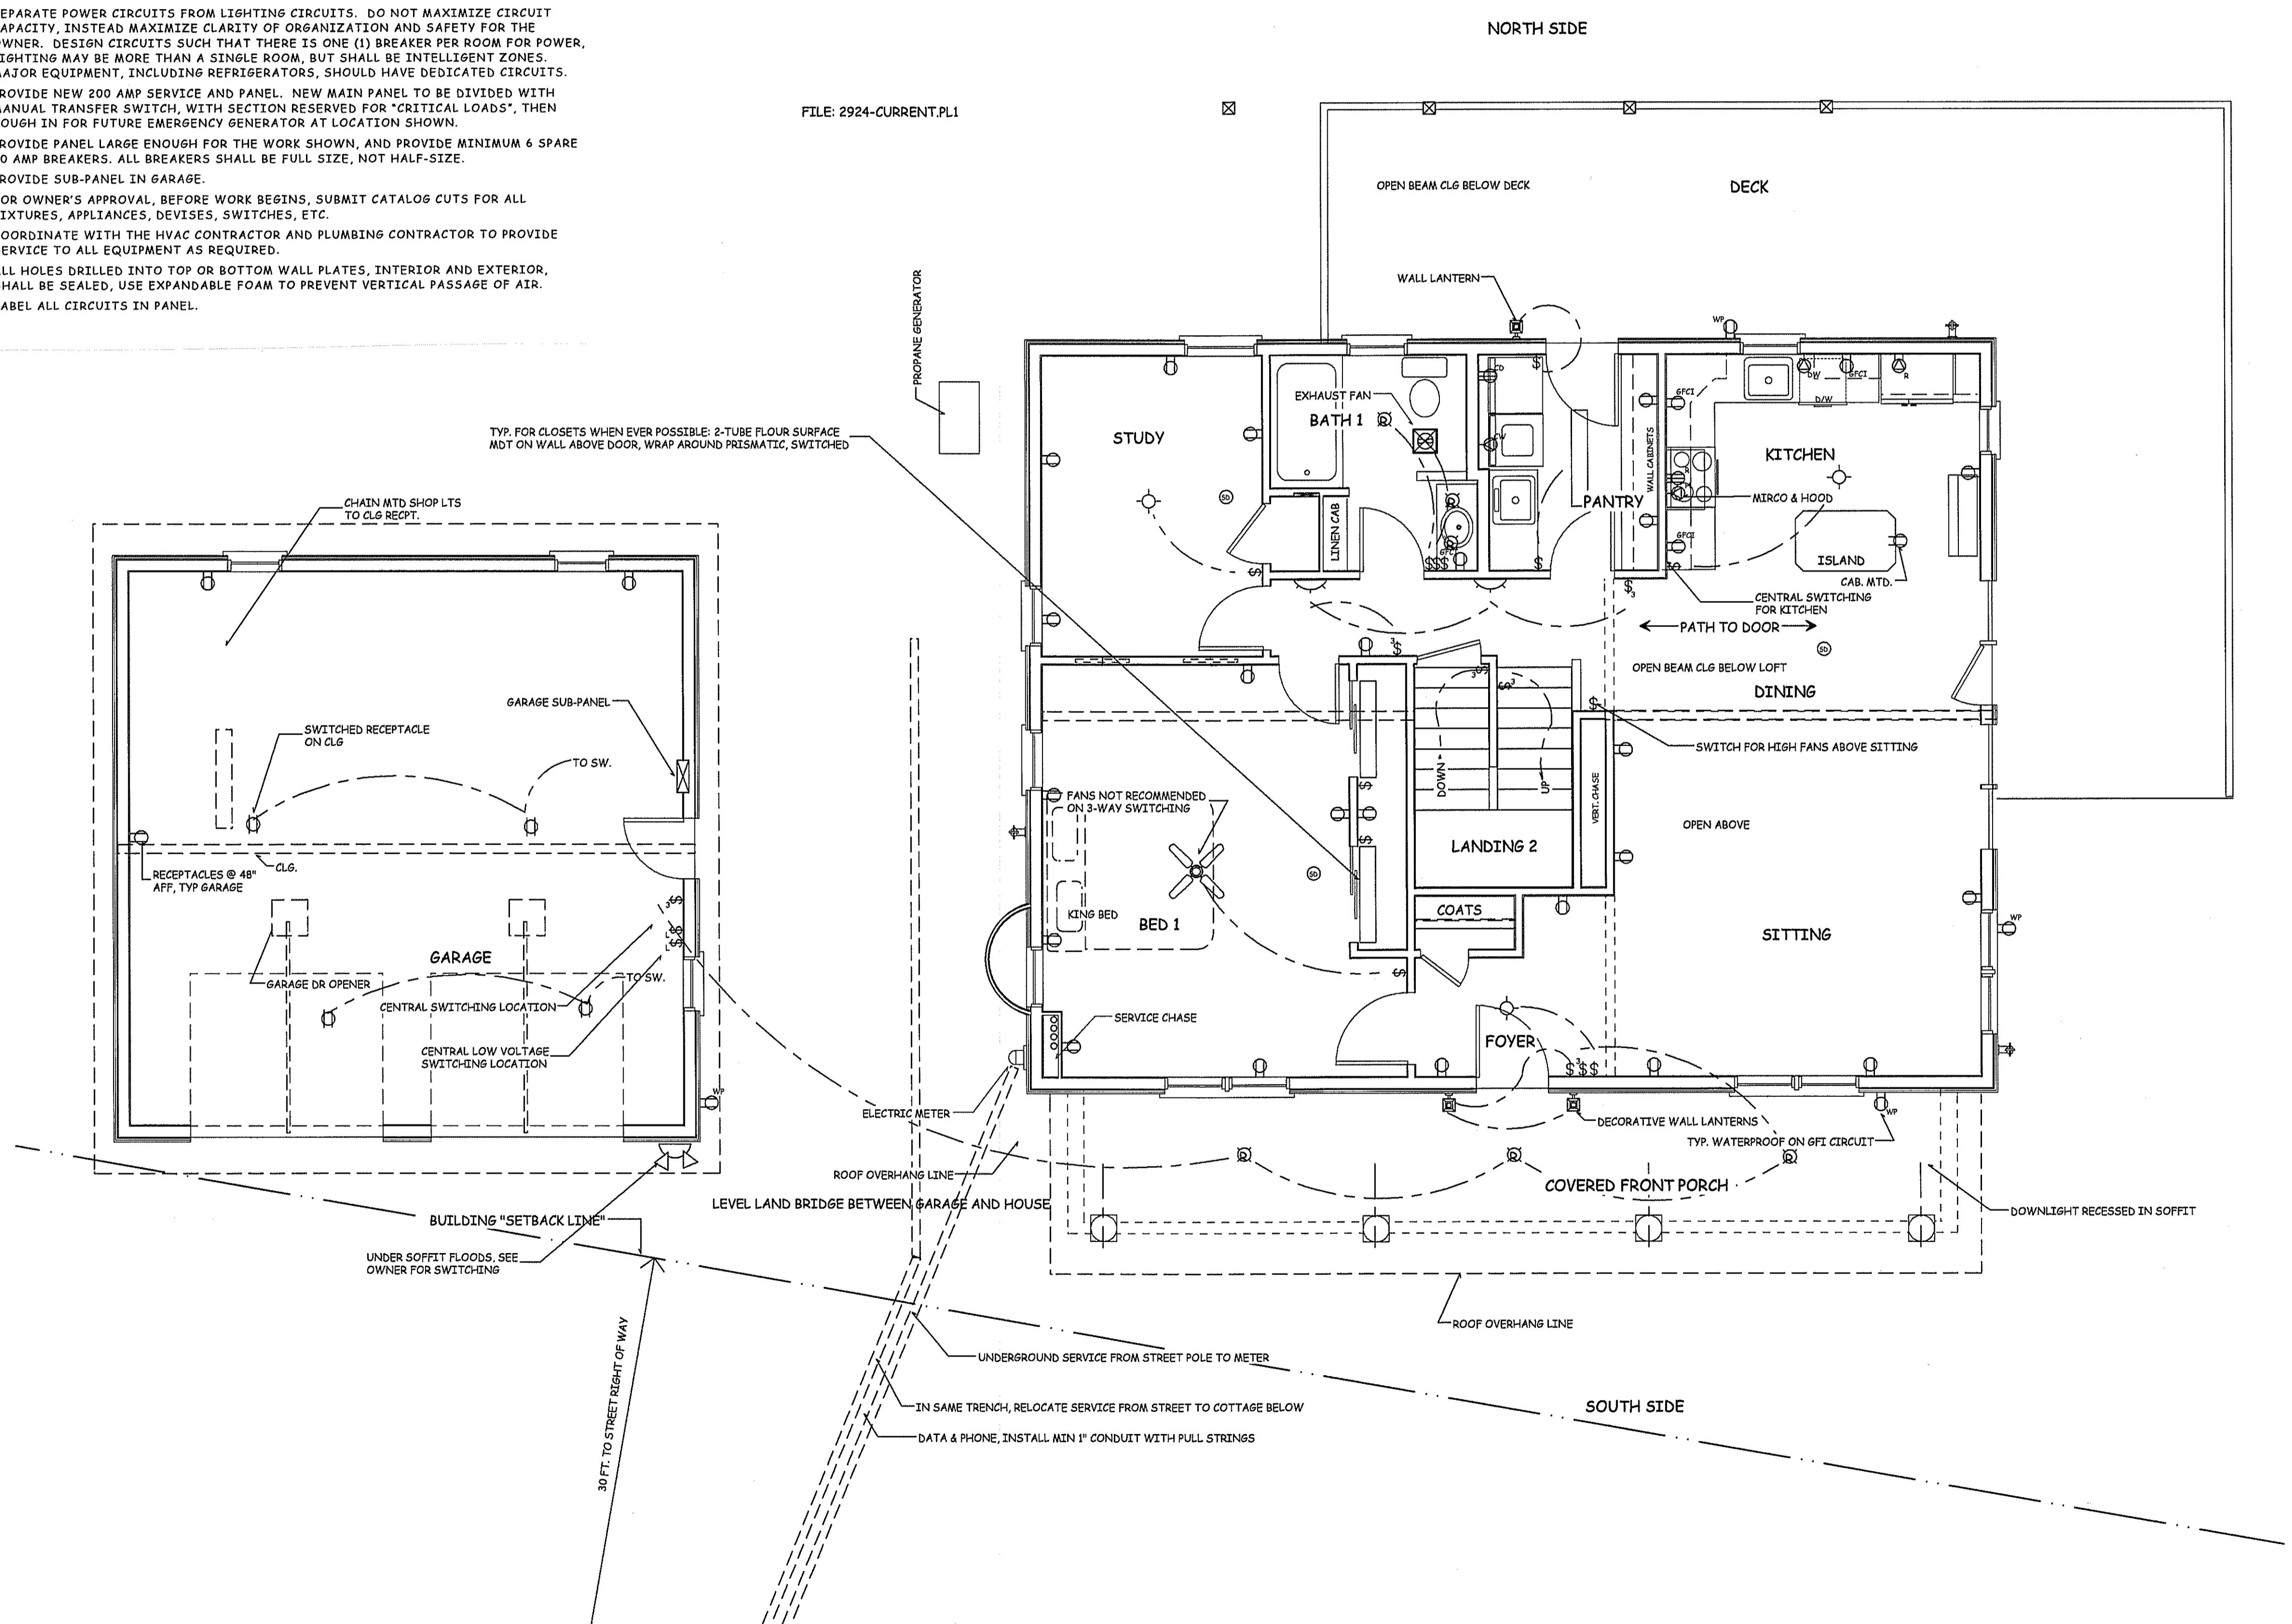 EPARATE POWER CIRCUITS FROM LIGHTING CIRCUITS. DO NOT MAXIMIZE CIRCUIT
APACITY, INSTEAD MAXIMIZE CLARITY OF ORGANIZATION AND SAFETY FOR THE
WNER. DESIGN CIRCUITS SUCH THAT THERE IS ONE (1) BREAKER PER ROOM FOR POWER,
IGHTING MAY BE MORE THAN A SINGLE ROOM, BUT SHALL BE INTELLIGENT ZONES.
AJOR EQUIPMENT, INCLUDING REFRIGERATORS, SHOULD HAVE DEDICATED CIRCUITS.
ROVIDE NEW 200 AMP SERVICE AND PANEL. NEW MAIN PANEL TO BE DIVIDED WITH
ANUAL TRANSFER SWITCH, WITH SECTION RESERVED FOR "CRITICAL LOADS", THEN
OUGH IN FOR FUTURE EMERGENCY GENERATOR AT LOCATION SHOWN.
ROVIDE PANEL LARGE ENOUGH FOR THE WORK SHOWN, AND PROVIDE MINIMUM 6 SPARE
0 AMP BREAKERS. ALL BREAKERS SHALL BE FULL SIZE, NOT HALF-SIZE.
ROVIDE SUB-PANEL IN GARAGE.
OR OWNER'S APPROVAL, BEFORE WORK BEGINS, SUBMIT CATALOG CUTS FOR ALL
IXTURES, APPLIANCES, DEVISES, SWITCHES, ETC.
OORDINATE WITH THE HVAC CONTRACTOR AND PLUMBING CONTRACTOR TO PROVIDE
ERVICE TO ALL EQUIPMENT AS REQUIRED.
LL HOLES DRILLED INTO TOP OR BOTTOM WALL PLATES, INTERIOR AND EXTERIOR,
HALL BE SEALED, USE EXPANDABLE FOAM TO PREVENT VERTICAL PASSAGE OF AIR.
ABEL ALL CIRCUITS IN PANEL.
NORTH SIDE
FILE: 2924-CURRENT.PL1
OPEN BEAM CLG BELOW DECK
DECK
WALL LANTERN
WP
PROPANE GENERATOR
TYP. FOR CLOSETS WHEN EVER POSSIBLE: 2-TUBE FLOUR SURFACE
MDT ON WALL ABOVE DOOR, WRAP AROUND PRISMATIC, SWITCHED
STUDY
SD
EXHAUST FAN
BATH 1
R
R
R
GFCI
LINEN CAB
CD
CW
PANTRY
WALL CABINETS
GFCI
GFCI
DW
D/W
GFCI
R
KITCHEN
MIRCO & HOOD
ISLAND
CAB. MTD.
CENTRAL SWITCHING
FOR KITCHEN
PATH TO DOOR
SD
OPEN BEAM CLG BELOW LOFT
DINING
SWITCH FOR HIGH FANS ABOVE SITTING
OPEN ABOVE
VERT. CHASE
DOWN
UP
LANDING 2
COATS
SITTING
WP
FANS NOT RECOMMENDED
ON 3-WAY SWITCHING
KING BED
BED 1
SD
SERVICE CHASE
FOYER
CHAIN MTD SHOP LTS
TO CLG RECPT.
GARAGE SUB-PANEL
SWITCHED RECEPTACLE
ON CLG
TO SW.
CLG.
RECEPTACLES @ 48"
AFF, TYP GARAGE
GARAGE
GARAGE DR OPENER
TO SW.
CENTRAL SWITCHING LOCATION
CENTRAL LOW VOLTAGE
SWITCHING LOCATION
WP
ELECTRIC METER
DECORATIVE WALL LANTERNS
WP
TYP. WATERPROOF ON GFI CIRCUIT
ROOF OVERHANG LINE
R
R
R
COVERED FRONT PORCH
LEVEL LAND BRIDGE BETWEEN GARAGE AND HOUSE
DOWNLIGHT RECESSED IN SOFFIT
BUILDING "SETBACK LINE"
UNDER SOFFIT FLOODS, SEE
OWNER FOR SWITCHING
ROOF OVERHANG LINE
30 FT. TO STREET RIGHT OF WAY
UNDERGROUND SERVICE FROM STREET POLE TO METER
IN SAME TRENCH, RELOCATE SERVICE FROM STREET TO COTTAGE BELOW
SOUTH SIDE
DATA & PHONE, INSTALL MIN 1" CONDUIT WITH PULL STRINGS